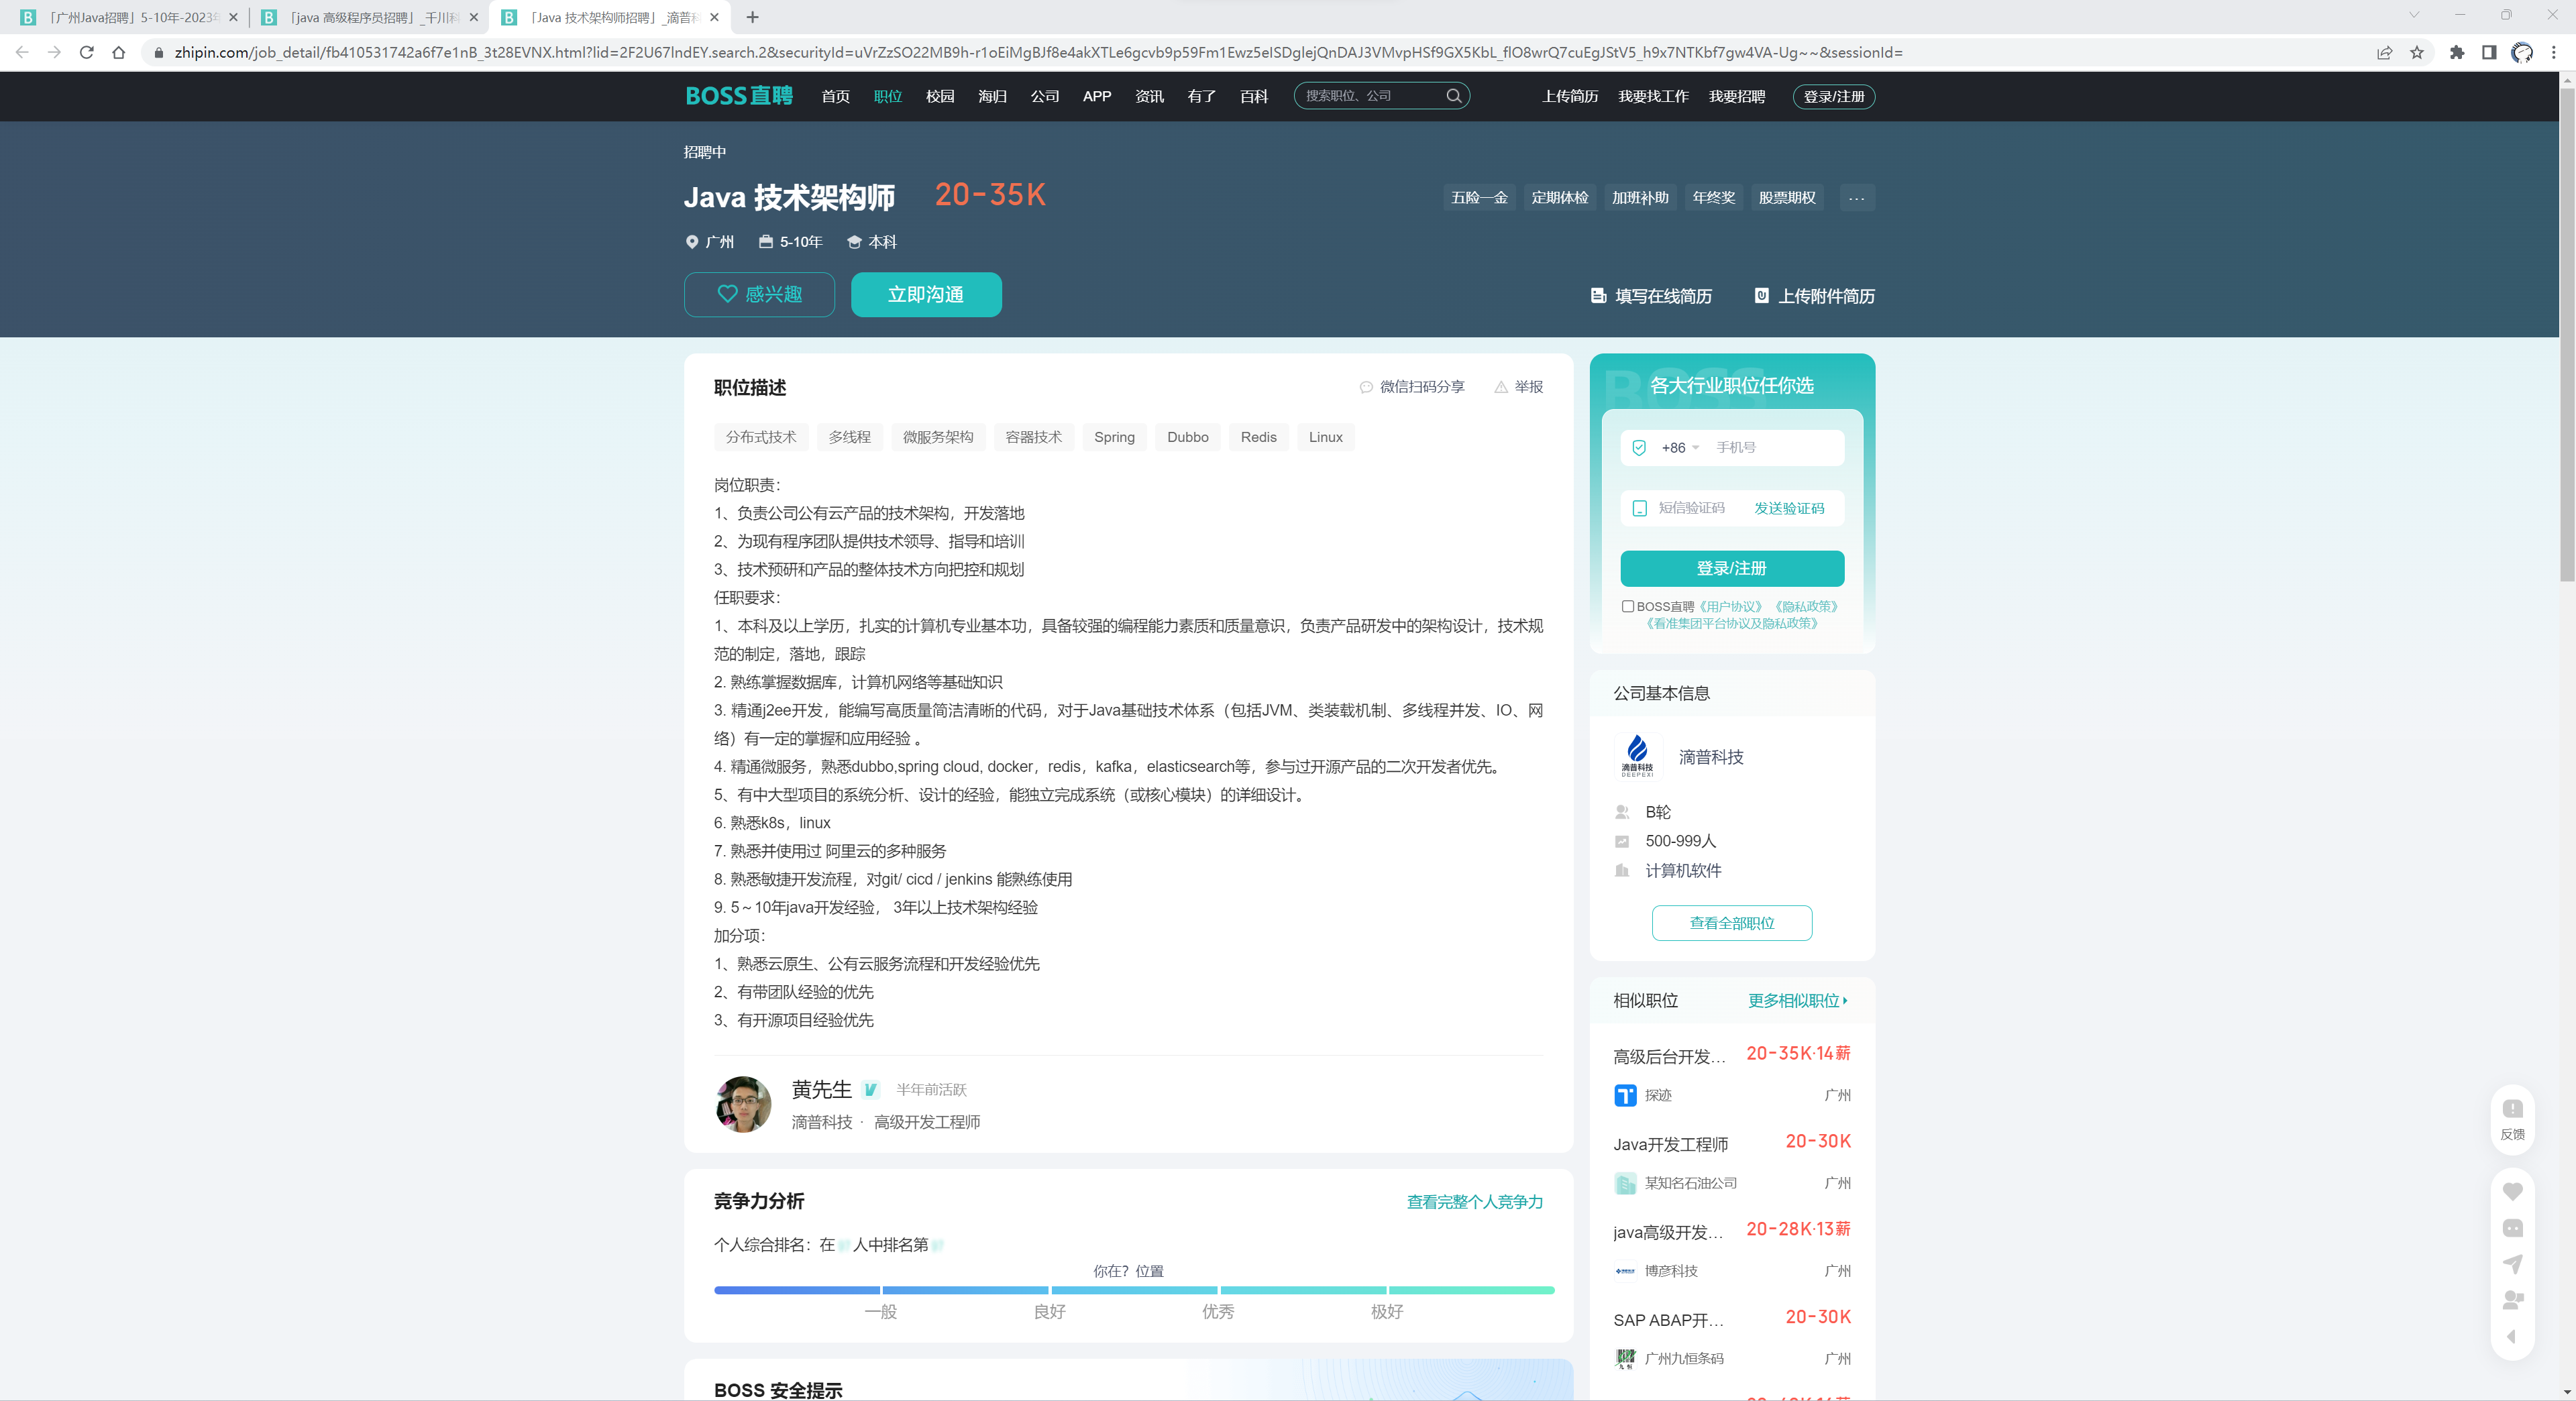 「广州Java招聘」5-10年-2023年
「java 高级程序员招聘」_千川科
「Java 技术架构师招聘」_滴普科
zhipin.com/job_detail/fb410531742a6f7e1nB_3t28EVNX.html?lid=2F2U67lndEY.search.2&securityId=uVrZzSO22MB9h-r1oEiMgBJf8e4akXTLe6gcvb9p59Fm1Ewz5eISDglejQnDAJ3VMvpHSf9GX5KbL_flO8wrQ7cuEgJStV5_h9x7NTKbf7gw4VA-Ug~~&sessionId=
BOSS直聘 首页 职位 校园 海归 公司 APP 资讯 有了 百科 搜索职位、公司 上传简历 我要找工作 我要招聘 登录/注册
招聘中
Java 技术架构师 20-35K
五险一金 定期体检 加班补助 年终奖 股票期权 ...
广州 5-10年 本科
感兴趣 立即沟通
填写在线简历 上传附件简历
职位描述
微信扫码分享 举报
分布式技术 多线程 微服务架构 容器技术 Spring Dubbo Redis Linux
岗位职责：
1、负责公司公有云产品的技术架构，开发落地
2、为现有程序团队提供技术领导、指导和培训
3、技术预研和产品的整体技术方向把控和规划
任职要求：
1、本科及以上学历，扎实的计算机专业基本功，具备较强的编程能力素质和质量意识，负责产品研发中的架构设计，技术规
范的制定，落地，跟踪
2. 熟练掌握数据库，计算机网络等基础知识
3. 精通j2ee开发，能编写高质量简洁清晰的代码，对于Java基础技术体系（包括JVM、类装载机制、多线程并发、IO、网
络）有一定的掌握和应用经验 。
4. 精通微服务，熟悉dubbo,spring cloud, docker，redis，kafka，elasticsearch等，参与过开源产品的二次开发者优先。
5、有中大型项目的系统分析、设计的经验，能独立完成系统（或核心模块）的详细设计。
6. 熟悉k8s，linux
7. 熟悉并使用过 阿里云的多种服务
8. 熟悉敏捷开发流程，对git/ cicd / jenkins 能熟练使用
9. 5～10年java开发经验， 3年以上技术架构经验
加分项：
1、熟悉云原生、公有云服务流程和开发经验优先
2、有带团队经验的优先
3、有开源项目经验优先
黄先生 半年前活跃
滴普科技 · 高级开发工程师
竞争力分析
查看完整个人竞争力
个人综合排名：在 人中排名第
你在？位置
一般 良好 优秀 极好
BOSS 安全提示
BOSS
各大行业职位任你选
+86 手机号
短信验证码 发送验证码
登录/注册
BOSS直聘《用户协议》 《隐私政策》
《看准集团平台协议及隐私政策》
公司基本信息
滴普科技
DEEPEXI
滴普科技
B轮
500-999人
计算机软件
查看全部职位
相似职位
更多相似职位
高级后台开发... 20-35K·14薪
探迹 广州
Java开发工程师 20-30K
某知名石油公司 广州
java高级开发... 20-28K·13薪
博彦科技 广州
SAP ABAP开... 20-30K
广州九恒条码 广州
反馈